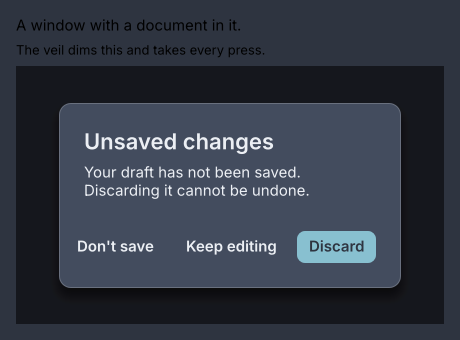 A window with a document in it.
The veil dims this and takes every press.
Unsaved changes
Your draft has not been saved.
Discarding it cannot be undone.
Don't save Keep editing Discard